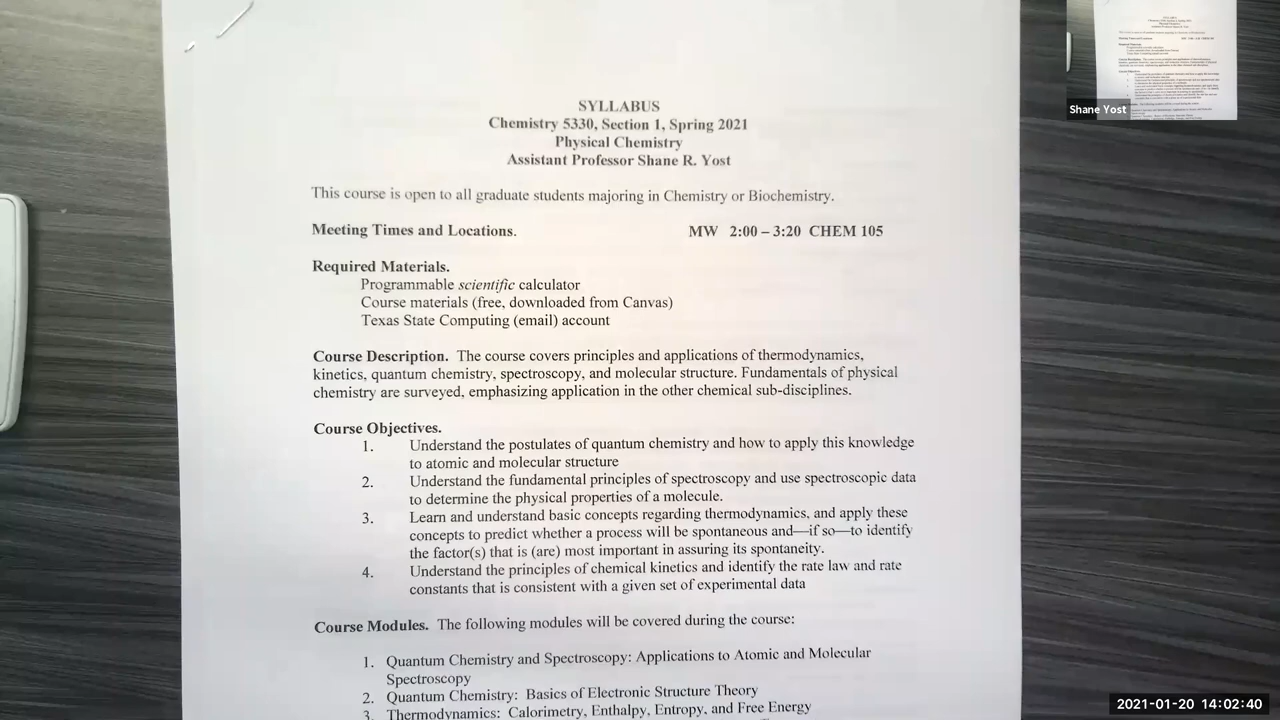 SYLLABUS
Chemistry 5330, Section 1, Spring 2021
Physical Chemistry
Assistant Professor Shane R. Yost
This course is open to all graduate students majoring in Chemistry or Biochemistry.
Meeting Times and Locations. MW 2:00 – 3:20 CHEM 105
Required Materials.
Programmable scientific calculator
Course materials (free, downloaded from Canvas)
Texas State Computing (email) account
Course Description. The course covers principles and applications of thermodynamics,
kinetics, quantum chemistry, spectroscopy, and molecular structure. Fundamentals of physical
chemistry are surveyed, emphasizing application in the other chemical sub-disciplines.
Course Objectives.
1. Understand the postulates of quantum chemistry and how to apply this knowledge
to atomic and molecular structure
2. Understand the fundamental principles of spectroscopy and use spectroscopic data
to determine the physical properties of a molecule.
3. Learn and understand basic concepts regarding thermodynamics, and apply these
concepts to predict whether a process will be spontaneous and—if so—to identify
the factor(s) that is (are) most important in assuring its spontaneity.
4. Understand the principles of chemical kinetics and identify the rate law and rate
constants that is consistent with a given set of experimental data
Course Modules. The following modules will be covered during the course:
1. Quantum Chemistry and Spectroscopy: Applications to Atomic and Molecular
Spectroscopy
2. Quantum Chemistry: Basics of Electronic Structure Theory
3. Thermodynamics: Calorimetry, Enthalpy, Entropy, and Free Energy
Shane Yost
2021-01-20 14:02:40